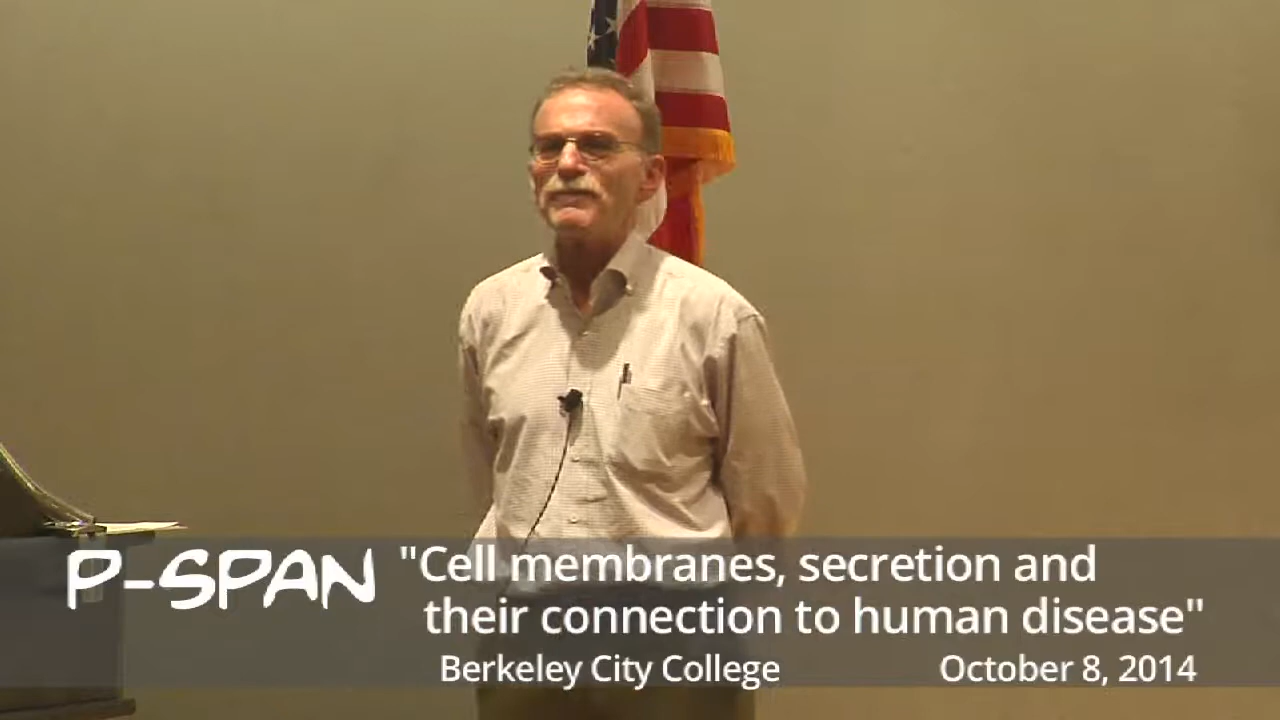 P-SPAN
"Cell membranes, secretion and
their connection to human disease"
Berkeley City College
October 8, 2014